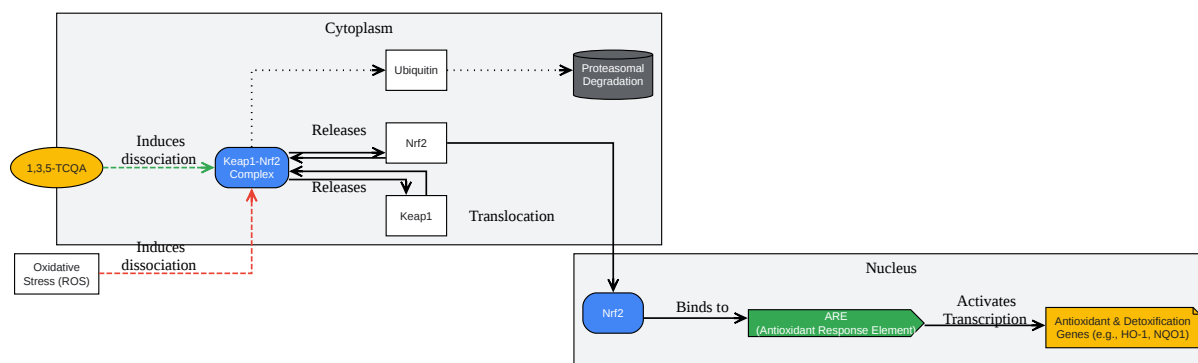 Cytoplasm
Ubiquitin
Proteasomal
Degradation
Induces
dissociation
Releases
Nrf2
1,3,5-TCQA
Keap1-Nrf2
Complex
Releases
Keap1
Translocation
Induces
dissociation
Oxidative
Stress (ROS)
Nucleus
Nrf2
Binds to
ARE
(Antioxidant Response Element)
Activates
Transcription
Antioxidant & Detoxification
Genes (e.g., HO-1, NQO1)